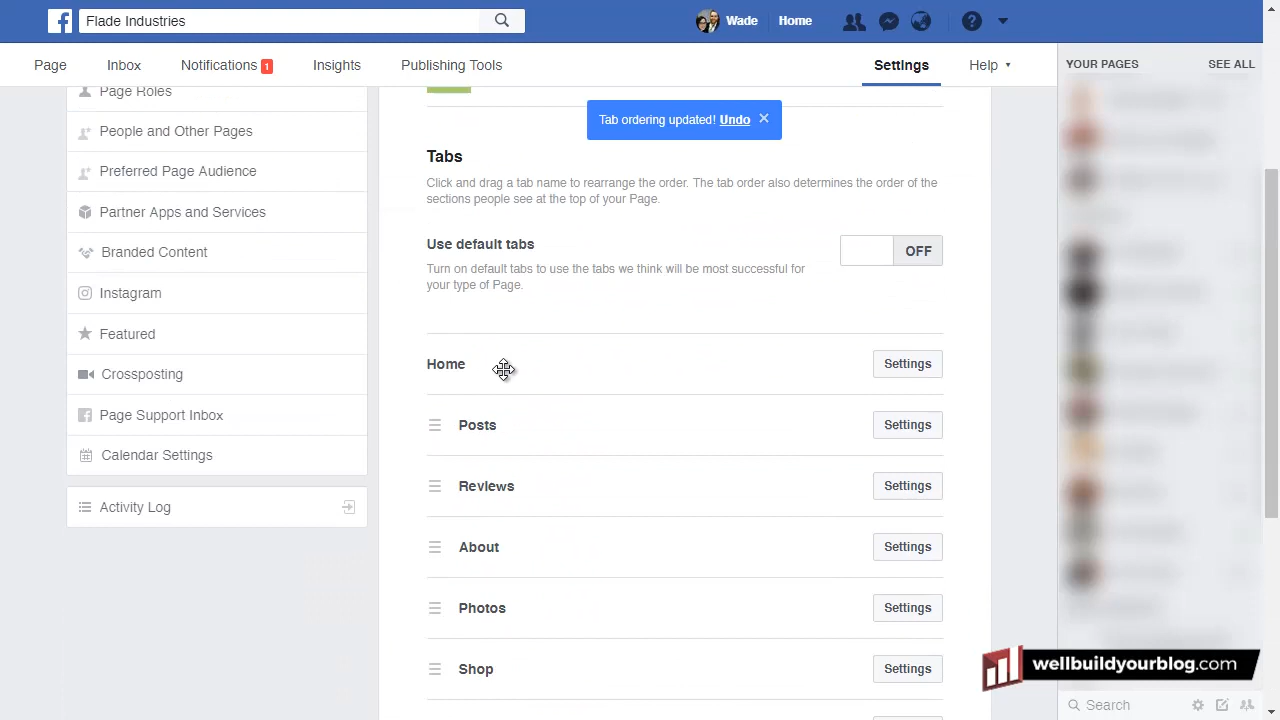 Flade Industries
Wade
Home
Page
Inbox
Notifications 1
Insights
Publishing Tools
Settings
Help
YOUR PAGES
SEE ALL
Page Roles
People and Other Pages
Preferred Page Audience
Partner Apps and Services
Branded Content
Instagram
Featured
Crossposting
Page Support Inbox
Calendar Settings
Activity Log
Tab ordering updated! Undo
Tabs
Click and drag a tab name to rearrange the order. The tab order also determines the order of the
sections people see at the top of your Page.
Use default tabs
OFF
Turn on default tabs to use the tabs we think will be most successful for
your type of Page.
Home
Settings
Posts
Settings
Reviews
Settings
About
Settings
Photos
Settings
Shop
Settings
wellbuildyourblog.com
Search